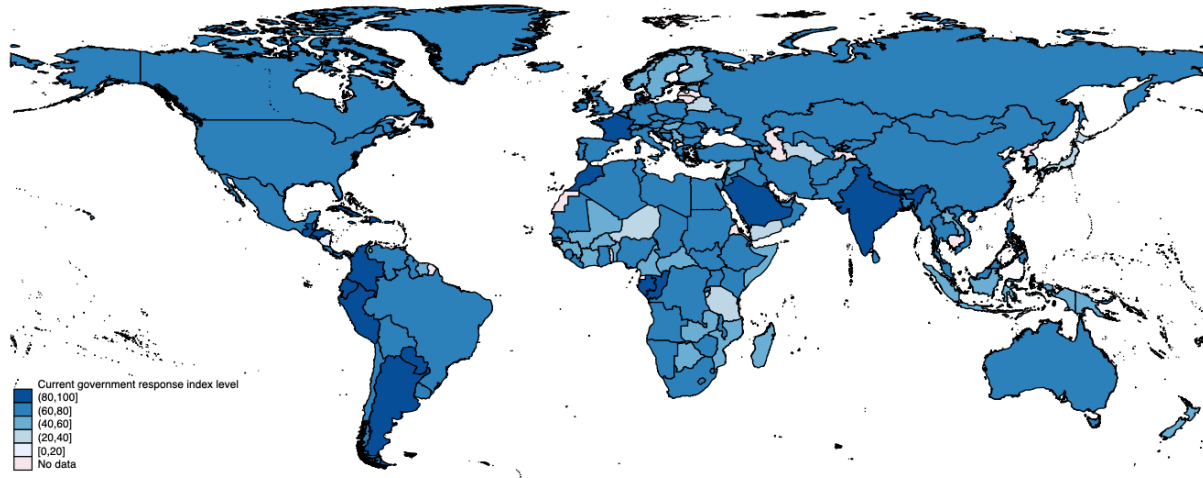 Current government response index level
(80,100]
(60,80]
(40,60]
(20,40]
[0,20]
No data